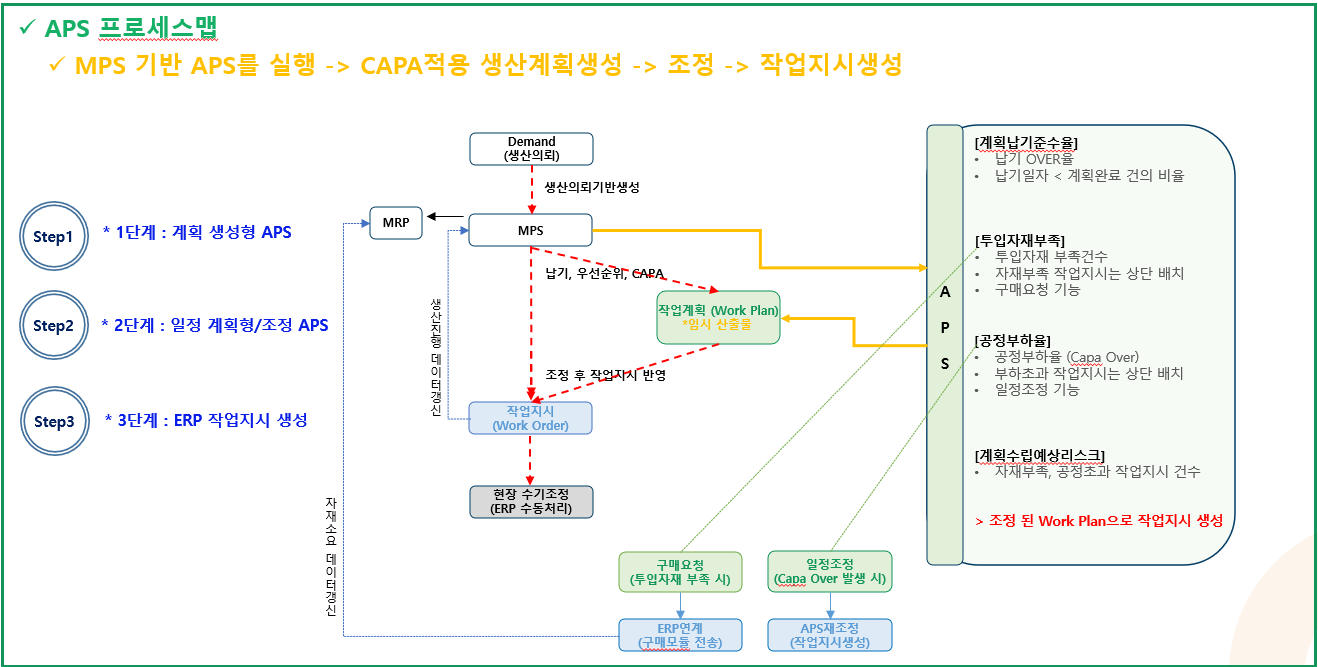 ✓ APS 프로세스맵
✓ MPS 기반 APS를 실행 -> CAPA적용 생산계획생성 -> 조정 -> 작업지시생성
Step1
* 1단계 : 계획 생성형 APS
Step2
* 2단계 : 일정 계획형/조정 APS
Step3
* 3단계 : ERP 작업지시 생성
Demand
(생산의뢰)
생산의뢰기반생성
MRP
MPS
납기, 우선순위, CAPA
작업계획 (Work Plan)
*임시 산출물
생산진행 데이터갱신
조정 후 작업지시 반영
작업지시
(Work Order)
현장 수기조정
(ERP 수동처리)
자재소요 데이터갱신
구매요청
(투입자재 부족 시)
일정조정
(Capa Over 발생 시)
ERP연계
(구매모듈 전송)
APS재조정
(작업지시생성)
A
P
S
[계획납기준수율]
• 납기 OVER율
• 납기일자 < 계획완료 건의 비율
[투입자재부족]
• 투입자재 부족건수
• 자재부족 작업지시는 상단 배치
• 구매요청 기능
[공정부하율]
• 공정부하율 (Capa Over)
• 부하초과 작업지시는 상단 배치
• 일정조정 기능
[계획수립예상리스크]
• 자재부족, 공정초과 작업지시 건수
> 조정 된 Work Plan으로 작업지시 생성